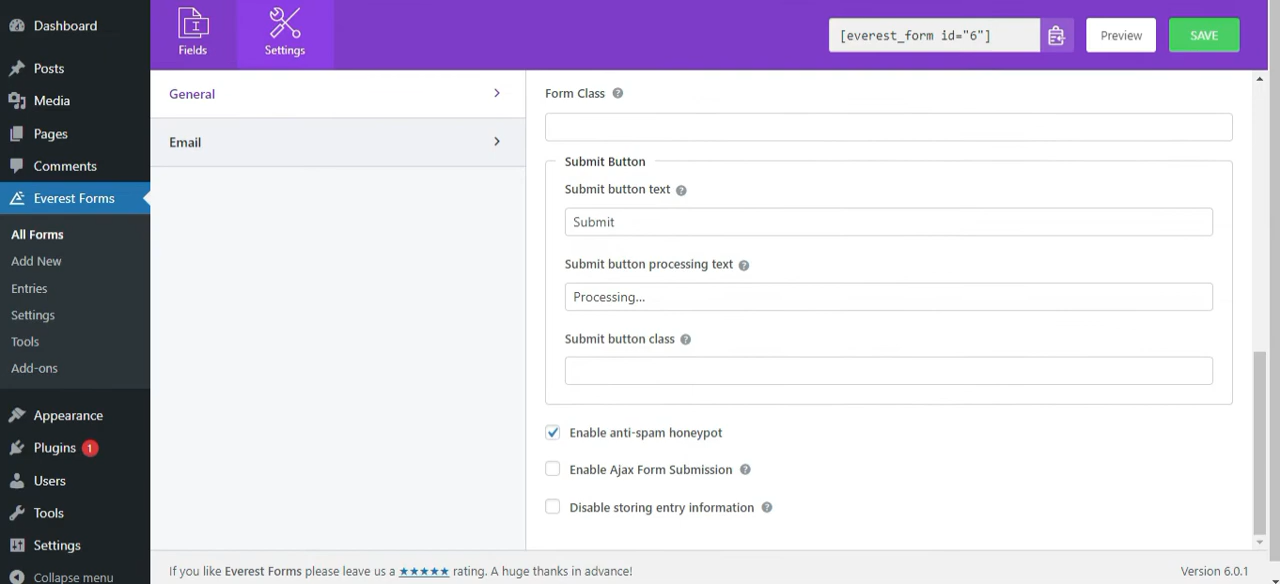 Dashboard
Posts
Media
Pages
Comments
Everest Forms
All Forms
Add New
Entries
Settings
Tools
Add-ons
Appearance
Plugins 1
Users
Tools
Settings
Collapse menu
Fields
Settings
[everest_form id="6"]
Preview
SAVE
General
Email
Form Class
Submit Button
Submit button text
Submit
Submit button processing text
Processing...
Submit button class
Enable anti-spam honeypot
Enable Ajax Form Submission
Disable storing entry information
If you like Everest Forms please leave us a ★★★★★ rating. A huge thanks in advance!
Version 6.0.1